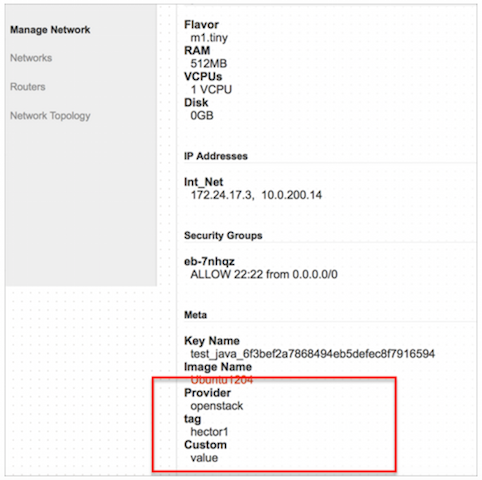 Manage Network
Networks
Routers
Network Topology
Flavor
m1.tiny
RAM
512MB
VCPUs
1 VCPU
Disk
0GB
IP Addresses
Int_Net
172.24.17.3, 10.0.200.14
Security Groups
eb-7nhqz
ALLOW 22:22 from 0.0.0.0/0
Meta
Key Name
test_java_6f3bef2a7868494eb5defec8f7916594
Image Name
Ubuntu1204
Provider
openstack
tag
hector1
Custom
value